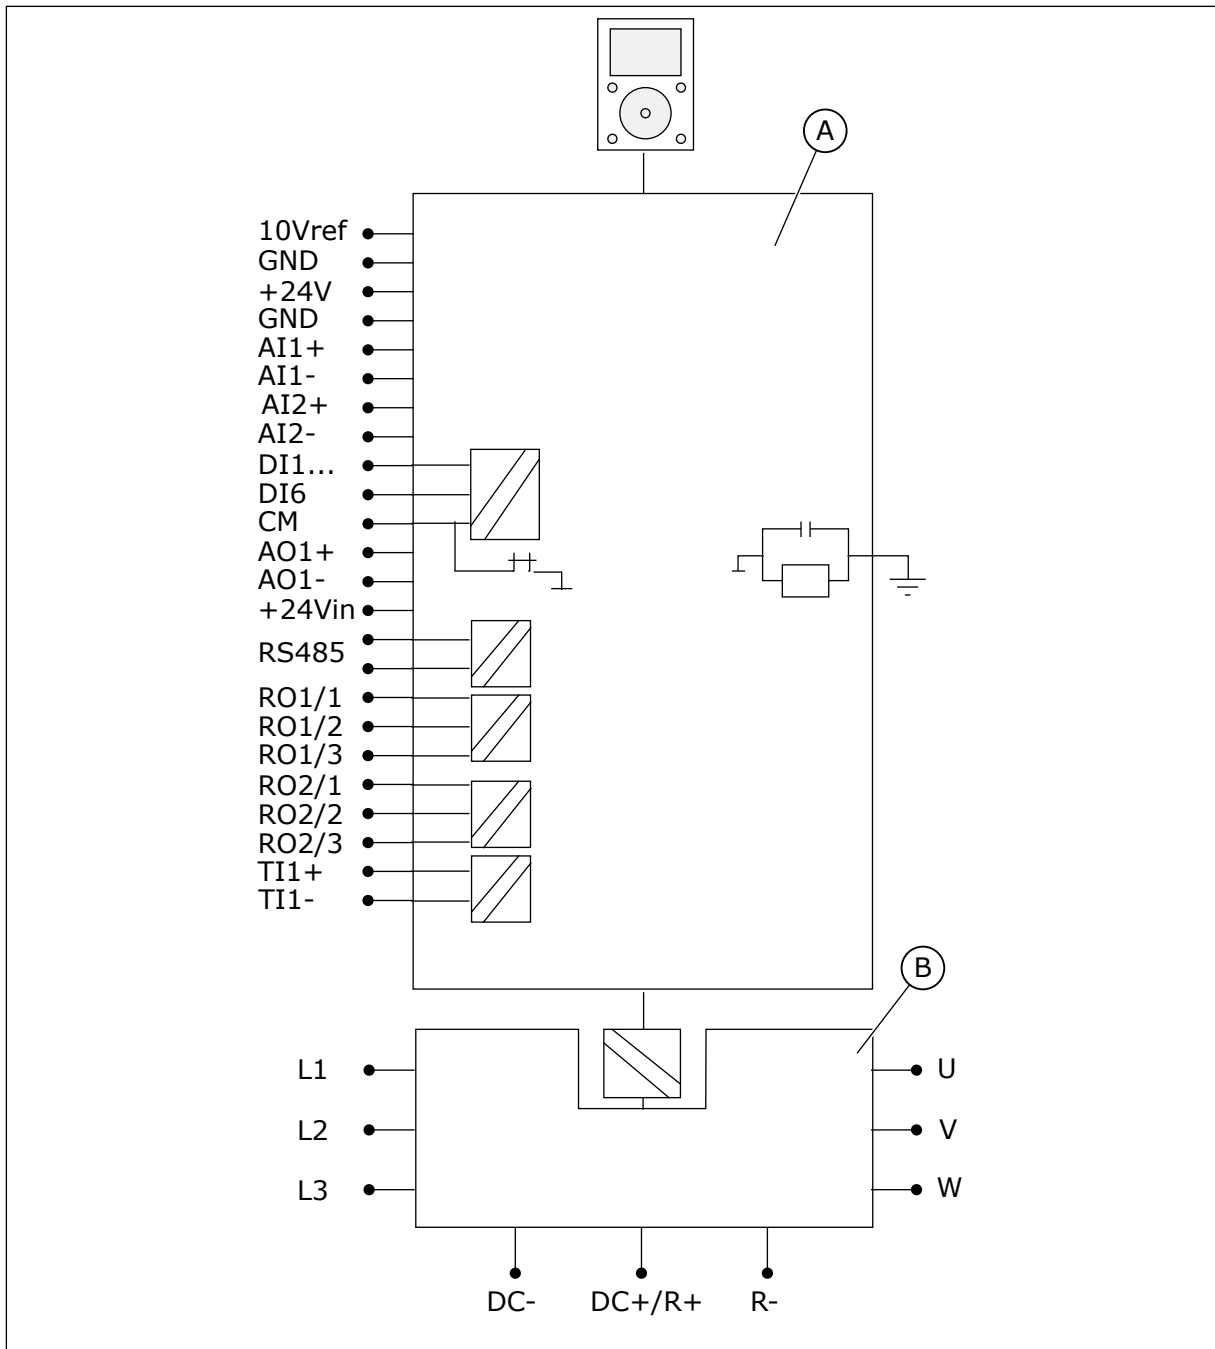 A
10Vref
GND
+24V
GND
AI1+
AI1-
AI2+
AI2-
DI1...
DI6
CM
AO1+
AO1-
+24Vin
RS485
RO1/1
RO1/2
RO1/3
RO2/1
RO2/2
RO2/3
TI1+
TI1-
B
L1
U
L2
V
L3
W
DC-
DC+/R+
R-